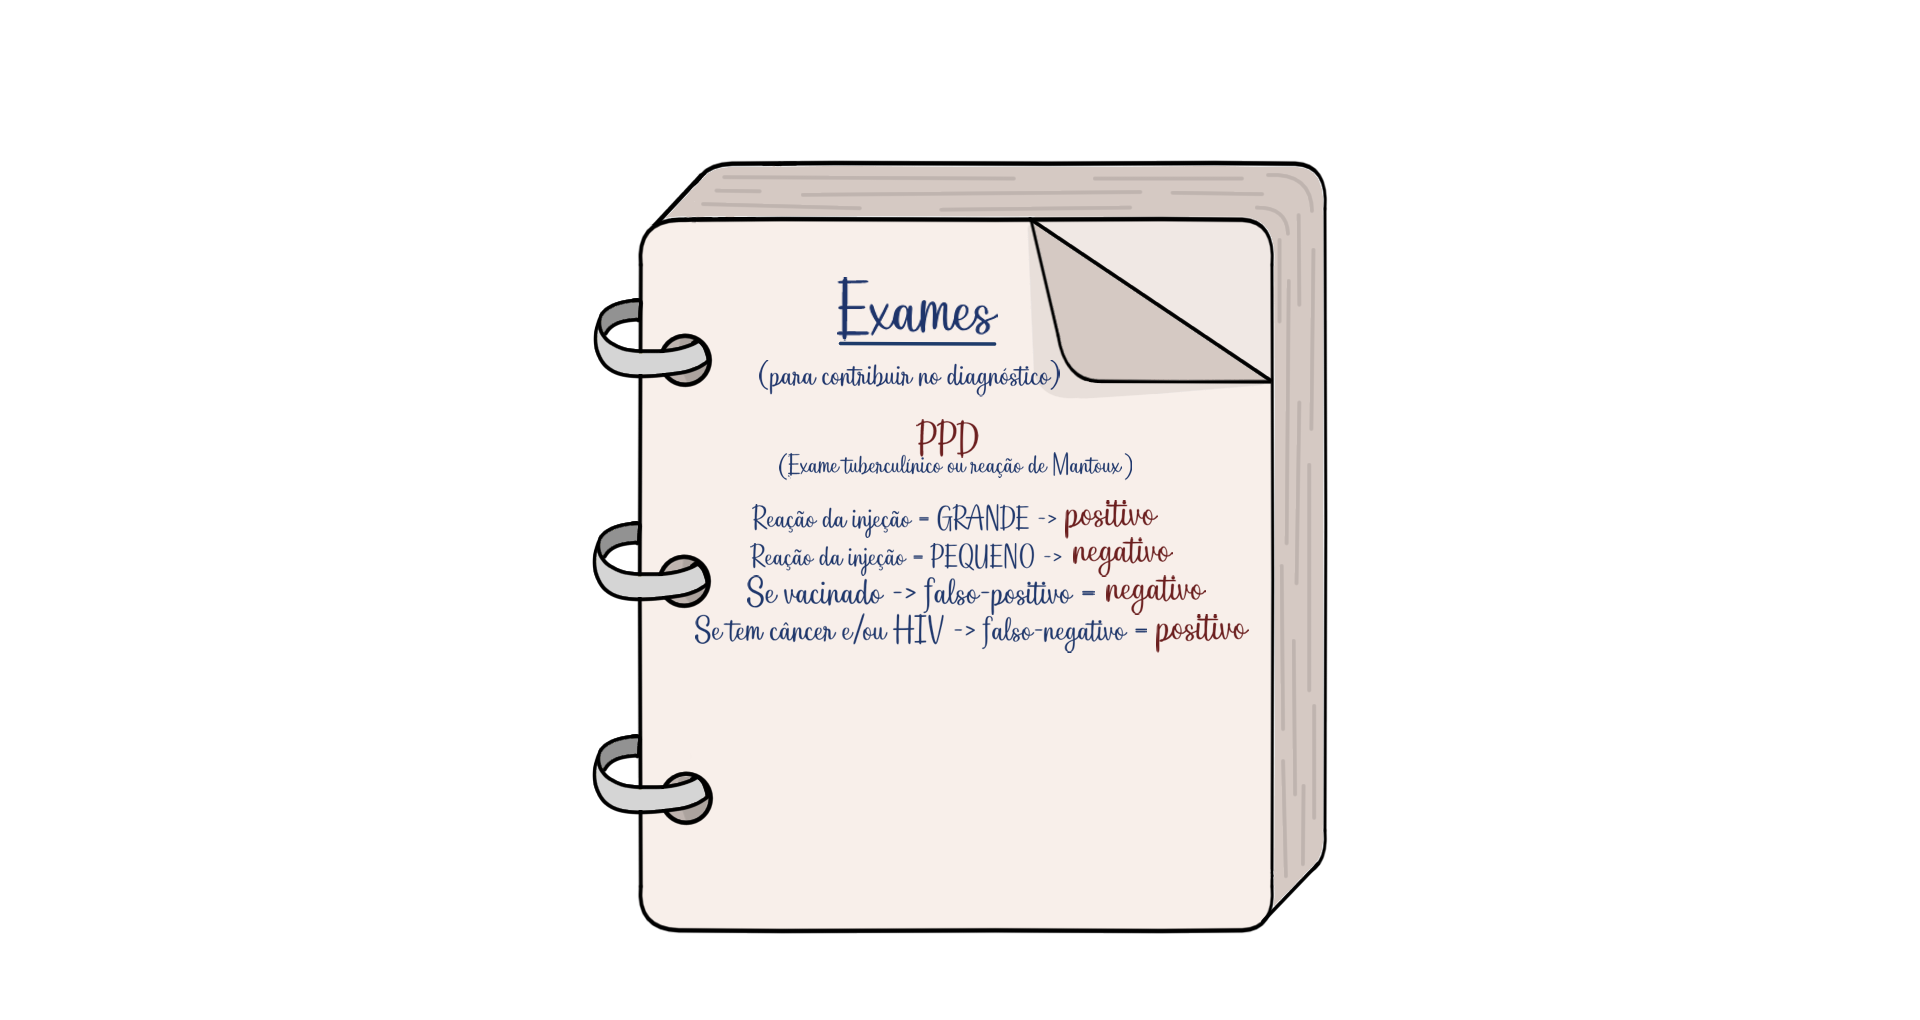 Exames
(para contribuir no diagnóstico)
PPD
(Exame tuberculínico ou reação de Mantoux)
Reação da injeção = GRANDE -> positivo
Reação da injeção = PEQUENO -> negativo
Se vacinado -> falso-positivo = negativo
Se tem câncer e/ou HIV -> falso-negativo = positivo